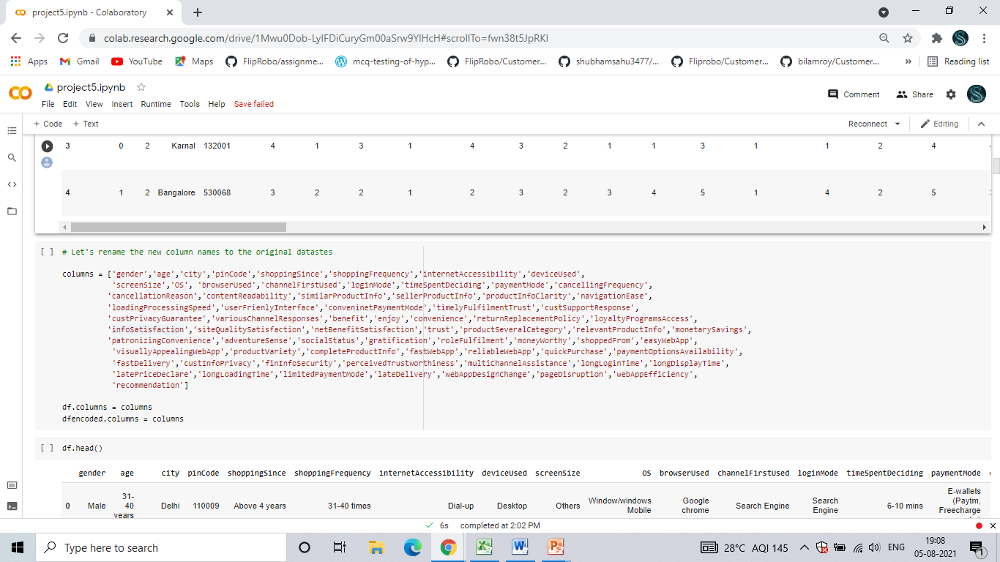 project5.ipynb - Colaboratory
colab.research.google.com/drive/1Mwu0Dob-LyIFDiCuryGm00aSrw9YlHcH#scrollTo=fwn38t5JpRKI
Apps Gmail YouTube Maps FlipRobo/assignme... mcq-testing-of-hyp... FlipRobo/Customer... shubhamsahu3477/... Fliprobo/Customer... bilamroy/Customer... » Reading list
project5.ipynb
Comment Share
File Edit View Insert Runtime Tools Help Save failed
+ Code + Text Reconnect Editing
3 0 2 Karnal 132001 4 1 3 1 4 3 2 1 1 3 1 1 2 4
4 1 2 Bangalore 530068 3 2 2 1 2 3 2 3 4 5 1 4 2 5
[ ] # Let's rename the new column names to the original datastes
columns = ['gender','age','city','pinCode','shoppingSince','shoppingFrequency','internetAccessibility','deviceUsed',
'screenSize','OS', 'browserUsed','channelFirstUsed','loginMode','timeSpentDeciding','paymentMode','cancellingFrequency',
'cancellationReason','contentReadability','similarProductInfo','sellerProductInfo','productInfoClarity','navigationEase',
'loadingProcessingSpeed','userFrienlyInterface','conveninetPaymentMode','timelyFulfilmentTrust','custSupportResponse',
'custPrivacyGuarantee','variousChannelResponses','benefit','enjoy','convenience','returnReplacementPolicy','loyaltyProgramsAccess',
'infoSatisfaction','siteQualitySatisfaction','netBenefitSatisfaction','trust','productSeveralCategory','relevantProductInfo','monetarySavings',
'patronizingConvenience','adventureSense','socialStatus','gratification','roleFulfilment','moneyWorthy','shoppedFrom','easyWebApp',
'visuallyAppealingWebApp','productVariety','completeProductInfo','fastWebApp','reliableWebApp','quickPurchase','paymentOptionsAvailability',
'fastDelivery','custInfoPrivacy','finInfoSecurity','perceivedTrustworthiness','multiChannelAssistance','longLoginTime','longDisplayTime',
'latePriceDeclare','longLoadingTime','limitedPaymentMode','lateDelivery','webAppDesignChange','pageDisruption','webAppEfficiency',
'recommendation']
df.columns = columns
dfencoded.columns = columns
[ ] df.head()
gender age city pinCode shoppingSince shoppingFrequency internetAccessibility deviceUsed screenSize OS browserUsed channelFirstUsed loginMode timeSpentDeciding paymentMode
0 Male 31-40 years Delhi 110009 Above 4 years 31-40 times Dial-up Desktop Others Window/windows Mobile Google chrome Search Engine Search Engine 6-10 mins E-wallets (Paytm, Freecharge
6s completed at 2:02 PM
Type here to search
28°C AQI 145 ENG 19:08
05-08-2021
1